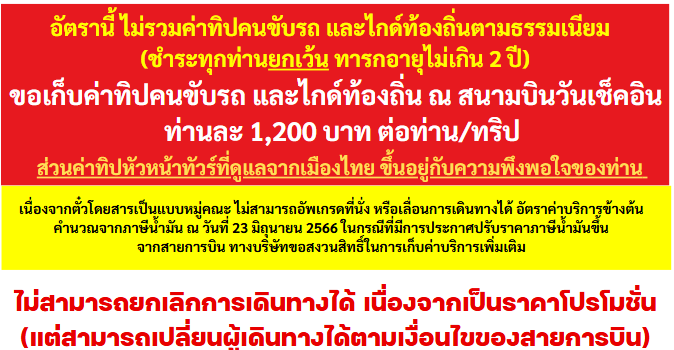 อัตรานี้ ไม่รวมค่าทิปคนขับรถ และไกด์ท้องถิ่นตามธรรมเนียม
(ชำระทุกท่านยกเว้น ทารกอายุไม่เกิน 2 ปี)
ขอเก็บค่าทิปคนขับรถ และไกด์ท้องถิ่น ณ สนามบินวันเช็คอิน
ท่านละ 1,200 บาท ต่อท่าน/ทริป
ส่วนค่าทิปหัวหน้าทัวร์ที่ดูแลจากเมืองไทย ขึ้นอยู่กับความพึงพอใจของท่าน
เนื่องจากตั๋วโดยสารเป็นแบบหมู่คณะ ไม่สามารถอัพเกรดที่นั่ง หรือเลื่อนการเดินทางได้ อัตราค่าบริการข้างต้น
คำนวณจากภาษีน้ำมัน ณ วันที่ 23 มิถุนายน 2566 ในกรณีที่มีการประกาศปรับราคาภาษีน้ำมันขึ้น
จากสายการบิน ทางบริษัทขอสงวนสิทธิ์ในการเก็บค่าบริการเพิ่มเติม
ไม่สามารถยกเลิกการเดินทางได้ เนื่องจากเป็นราคาโปรโมชั่น
(แต่สามารถเปลี่ยนผู้เดินทางได้ตามเงื่อนไขของสายการบิน)